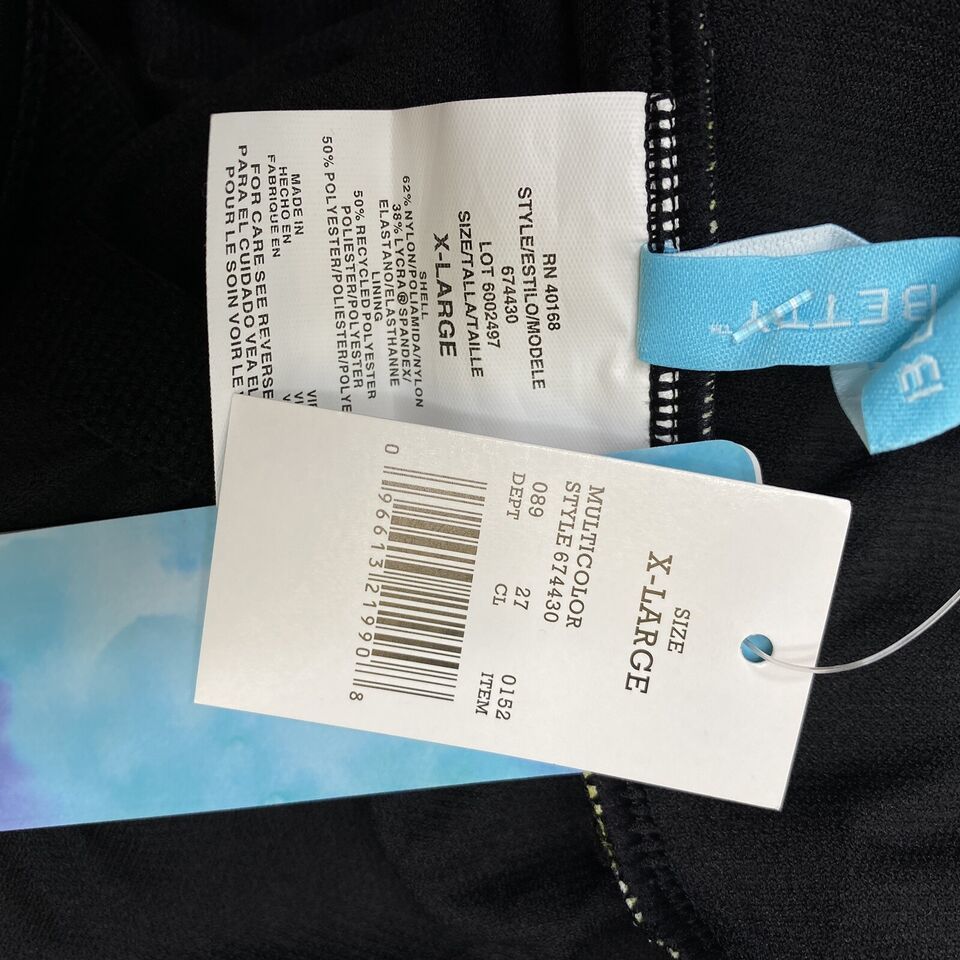 RN 40168
STYLE/ESTILO/MODELE
674430
LOT 6002497
SIZE/TALLA/TAILLE
X-LARGE
SHELL
62% NYLON/POLIAMIDA/NYLON
38% LYCRA® SPANDEX/
ELASTANO/ELASTHANNE
LINING
50% RECYCLED POLYESTER
POLIESTER/POLYESTER
50% POLYESTER/POLIESTER/POLYE
MADE IN
HECHO EN
FABRIQUE EN
FOR CARE SEE REVERSE
PARA EL CUIDADO VEA EL
POUR LE SOIN VOIR LE
BETTY
TM
SIZE
X-LARGE
MULTICOLOR
STYLE 674430
089 27 0152
DEPT CL ITEM
0 96613 21990 8